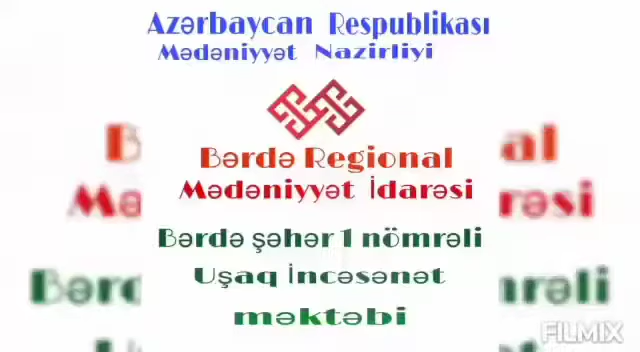 Azərbaycan Respublikası
Mədəniyyət Nazirliyi
Bərdə Regional
Mədəniyyət İdarəsi
Bərdə şəhər 1 nömrəli
Uşaq İncəsənət
məktəbi
FILMIX